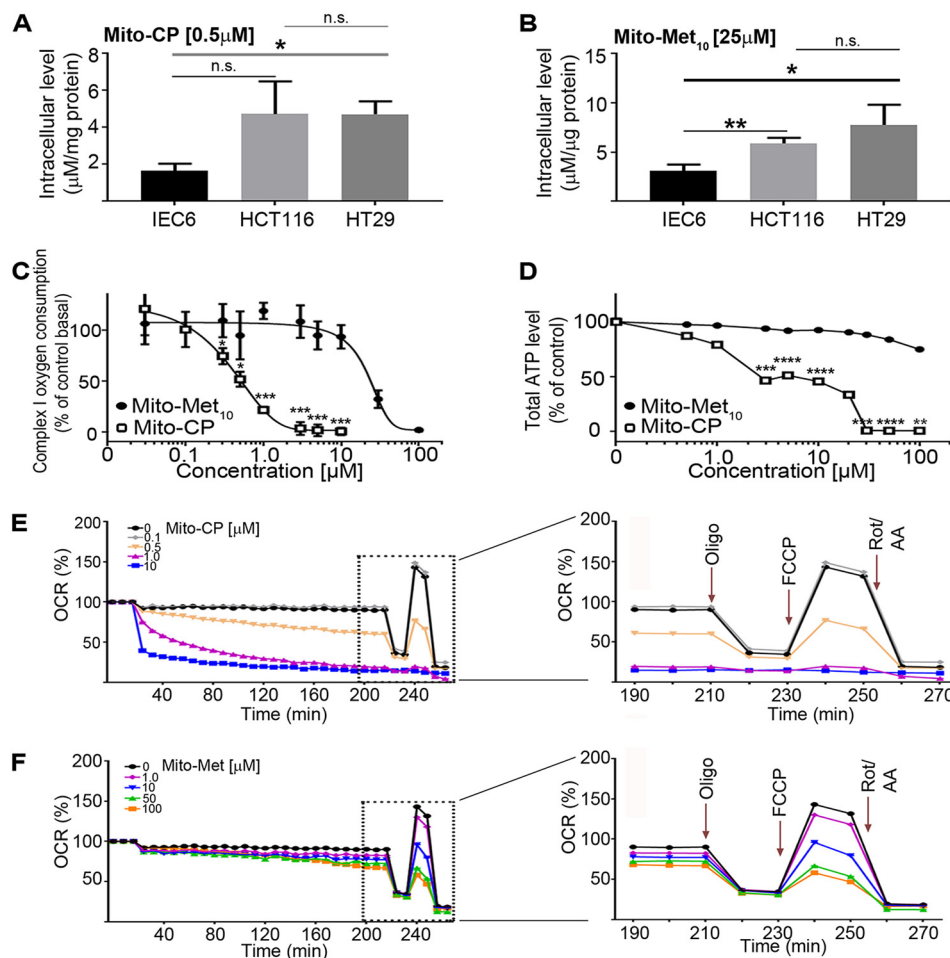 A
Mito-CP [0.5μM]
n.s.
*
n.s.
Intracellular level
(μM/mg protein)
8
6
4
2
IEC6
HCT116
HT29
B
Mito-Met10 [25μM]
n.s.
*
**
Intracellular level
(μM/μg protein)
15
10
5
IEC6
HCT116
HT29
C
Complex I oxygen consumption
(% of control basal)
100
50
0
*
*
***
***
***
***
Mito-Met10
Mito-CP
0
0.1
1.0
10
100
Concentration [μM]
D
Total ATP level
(% of control)
100
50
0
***
****
****
***
****
**
Mito-Met10
Mito-CP
0
1.0
10
100
Concentration [μM]
E
Mito-CP [μM]
0
0.1
0.5
1.0
10
OCR (%)
200
150
100
50
40
80
120
160
200
240
Time (min)
OCR (%)
200
150
100
50
Oligo
FCCP
Rot/
AA
190
210
230
250
270
Time (min)
F
Mito-Met [μM]
0
1.0
10
50
100
OCR (%)
200
150
100
50
40
80
120
160
200
240
Time (min)
OCR (%)
200
150
100
50
Oligo
FCCP
Rot/
AA
190
210
230
250
270
Time (min)